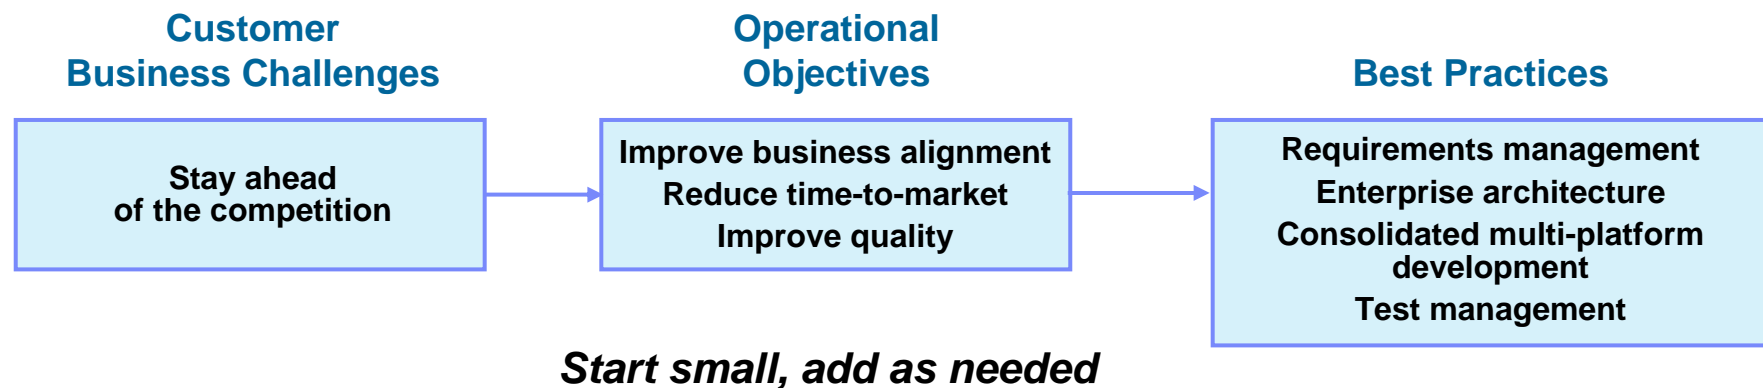 Customer
Business Challenges
Operational
Objectives
Best Practices
Stay ahead
of the competition
Improve business alignment
Reduce time-to-market
Improve quality
Requirements management
Enterprise architecture
Consolidated multi-platform
development
Test management
Start small, add as needed